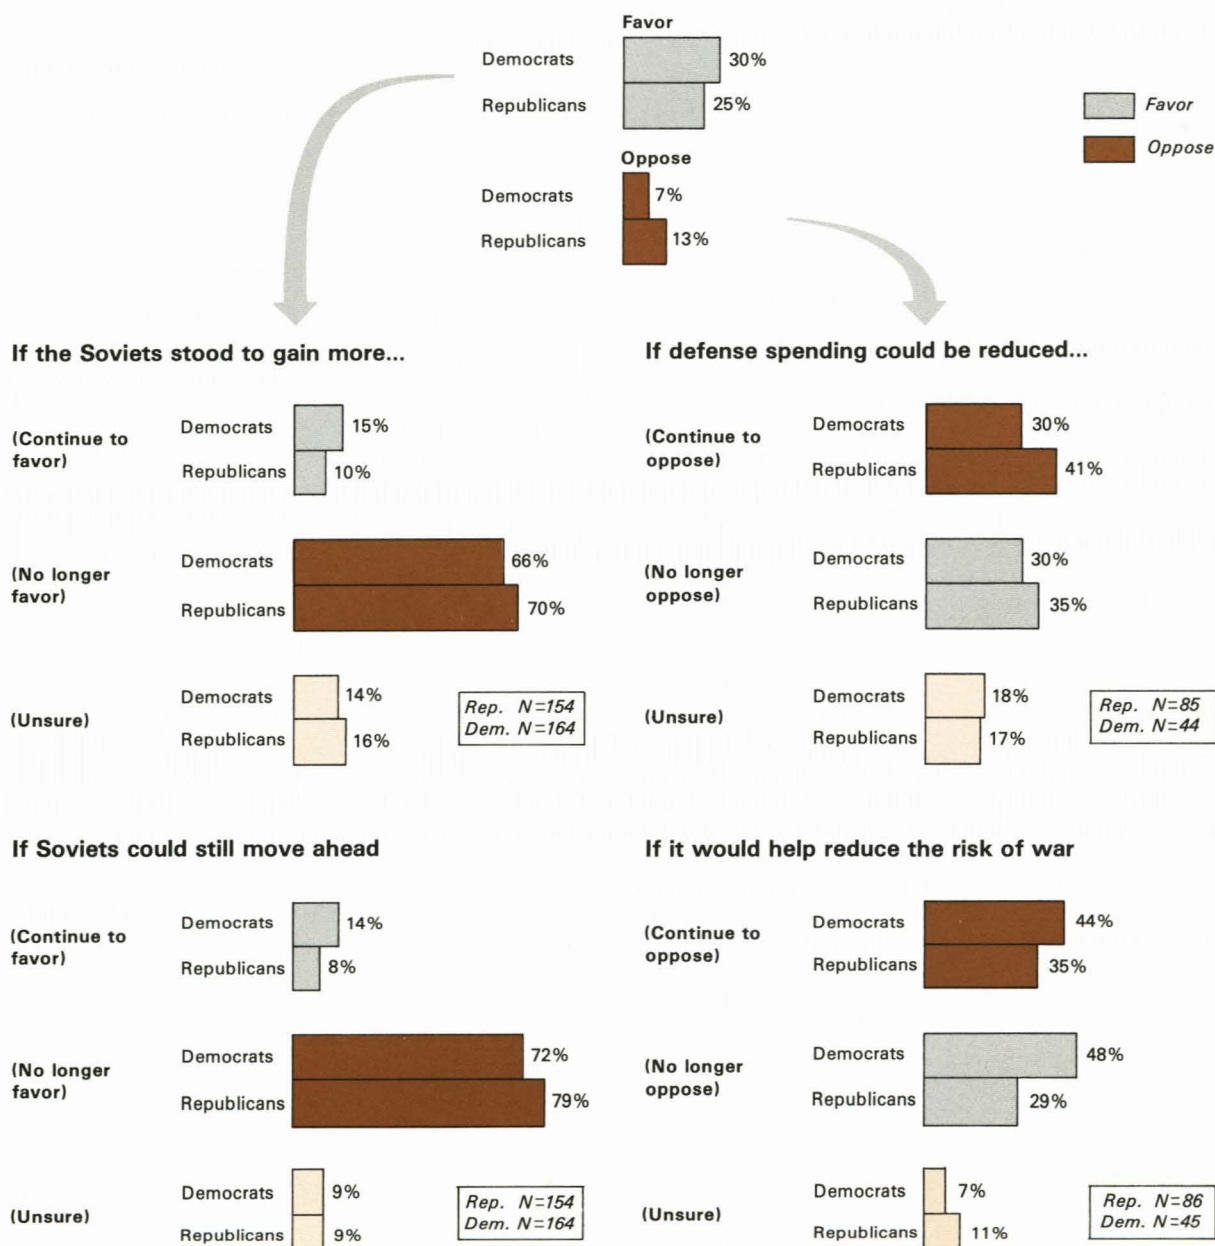 Favor
Democrats 30%
Republicans 25%
Favor
Oppose
Oppose
Democrats 7%
Republicans 13%
If the Soviets stood to gain more...
(Continue to
favor)
Democrats 15%
Republicans 10%
(No longer
favor)
Democrats 66%
Republicans 70%
(Unsure)
Democrats 14%
Republicans 16%
Rep. N=154
Dem. N=164
If defense spending could be reduced...
(Continue to
oppose)
Democrats 30%
Republicans 41%
(No longer
oppose)
Democrats 30%
Republicans 35%
(Unsure)
Democrats 18%
Republicans 17%
Rep. N=85
Dem. N=44
If Soviets could still move ahead
(Continue to
favor)
Democrats 14%
Republicans 8%
(No longer
favor)
Democrats 72%
Republicans 79%
(Unsure)
Democrats 9%
Republicans 9%
Rep. N=154
Dem. N=164
If it would help reduce the risk of war
(Continue to
oppose)
Democrats 44%
Republicans 35%
(No longer
oppose)
Democrats 48%
Republicans 29%
(Unsure)
Democrats 7%
Republicans 11%
Rep. N=86
Dem. N=45